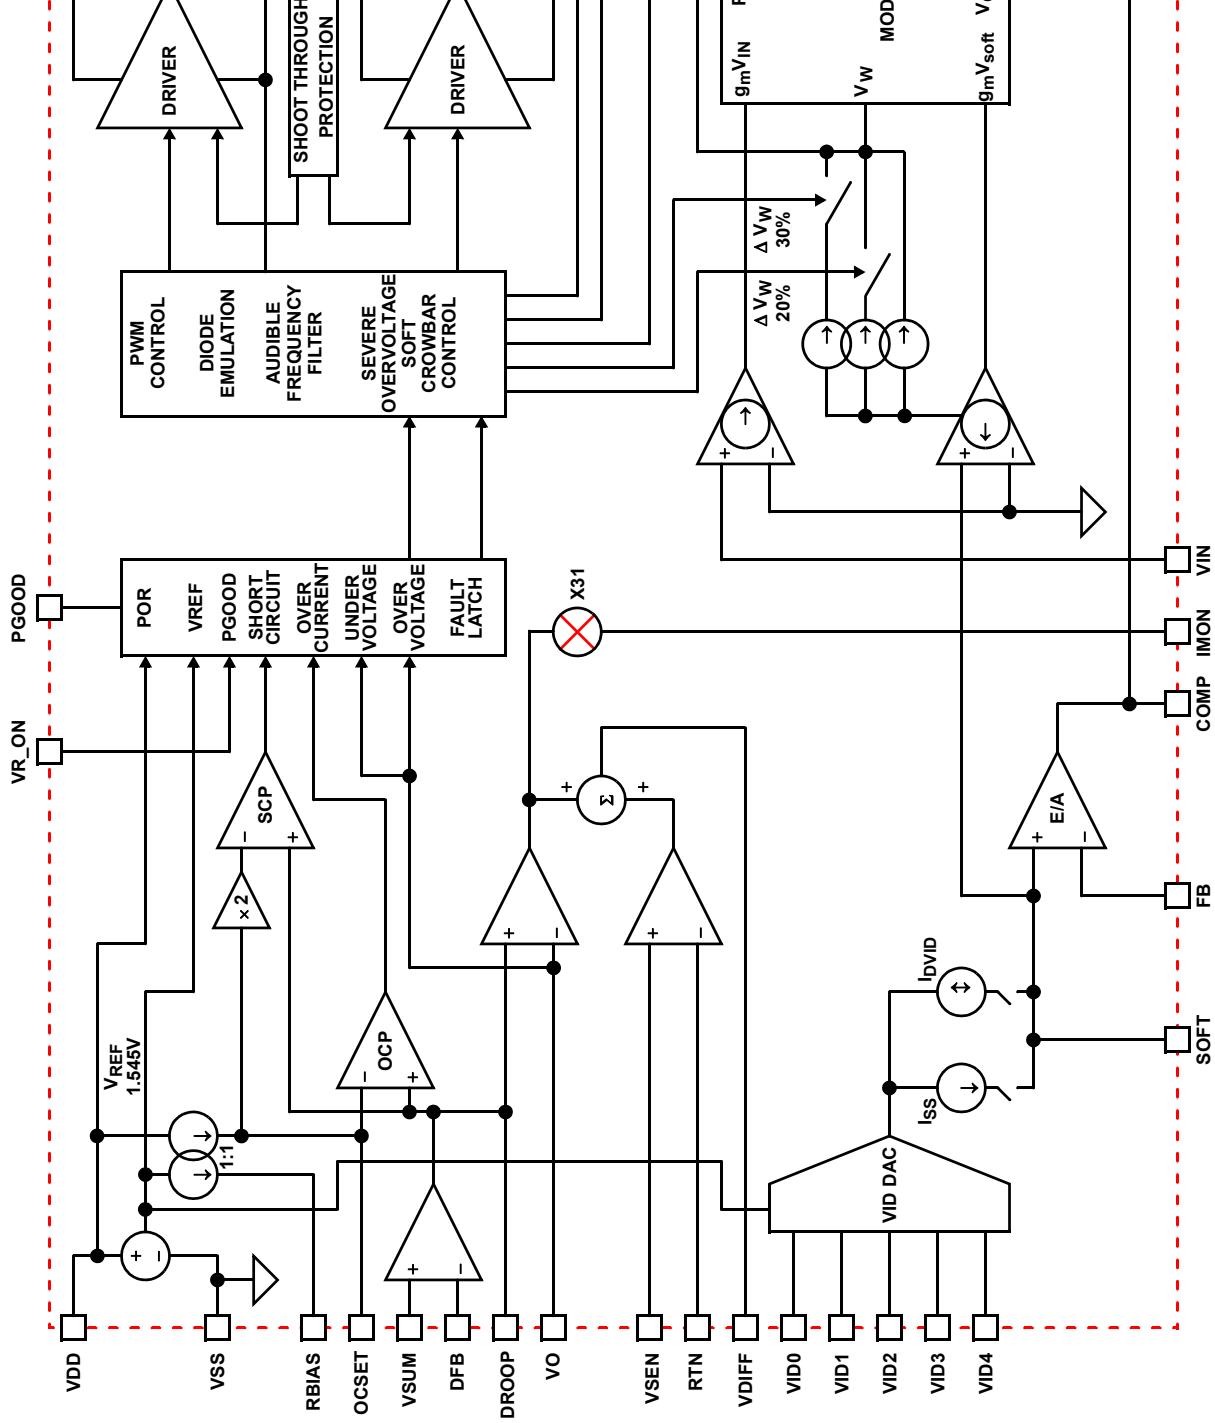 DRIVER
SHOOT THROUGH
PROTECTION
DRIVER
gmVIN
MOD
VW
gmVsoft
Δ VW
30%
Δ VW
20%
PWM
CONTROL
DIODE
EMULATION
AUDIBLE
FREQUENCY
FILTER
SEVERE
OVERVOLTAGE
SOFT
CROWBAR
CONTROL
↑
↑
↑
↑
↓
+
−
+
−
PGOOD
POR
VREF
PGOOD
SHORT
CIRCUIT
OVER
CURRENT
UNDER
VOLTAGE
OVER
VOLTAGE
FAULT
LATCH
X31
VIN
IMON
COMP
VR_ON
SCP
−
+
× 2
+
Σ
+
E/A
+
−
FB
+
−
+
−
VREF
1.545V
OCP
−
+
IDVID
ISS
SOFT
1:1
+
−
+
−
VID DAC
VDD
VSS
RBIAS
OCSET
VSUM
DFB
DROOP
VO
VSEN
RTN
VDIFF
VID0
VID1
VID2
VID3
VID4